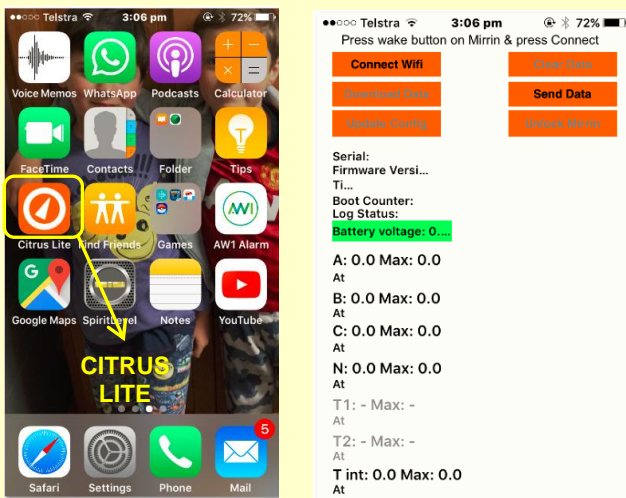 Telstra 3:06 pm 72%
Voice Memos WhatsApp Podcasts Calculator
FaceTime Contacts Folder Tips
Citrus Lite Find Friends Games AW1 Alarm
Google Maps SpiritLevel Notes YouTube
CITRUS
LITE
5
Safari Settings Phone Mail
Telstra 3:06 pm 72%
Press wake button on Mirrin & press Connect
Connect Wifi Clear Data
Download Data Send Data
Update Config Unlock Mirrin
Serial:
Firmware Versi...
Ti...
Boot Counter:
Log Status:
Battery voltage: 0....
A: 0.0 Max: 0.0
At
B: 0.0 Max: 0.0
At
C: 0.0 Max: 0.0
At
N: 0.0 Max: 0.0
At
T1: - Max: -
At
T2: - Max: -
At
T int: 0.0 Max: 0.0
At